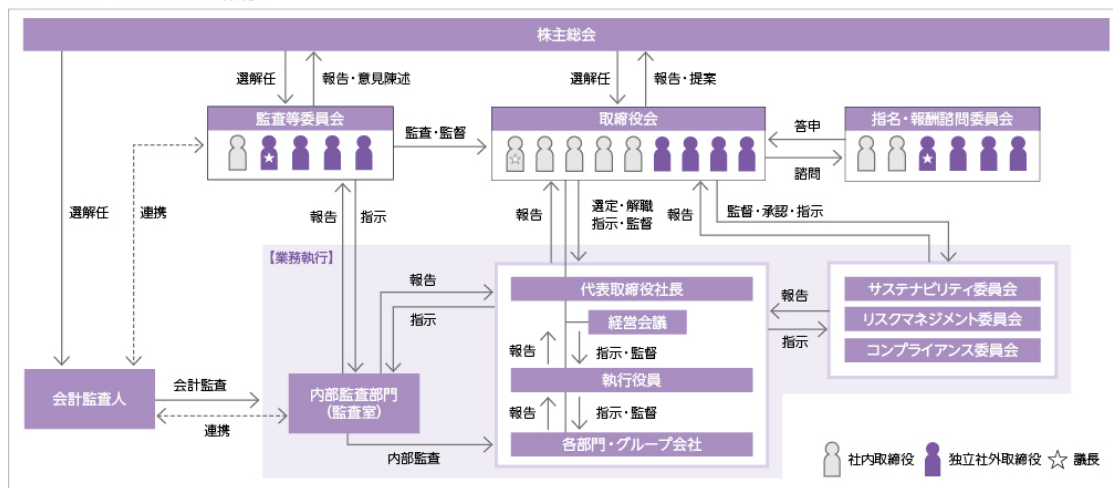 株主総会
選解任
報告・意見陳述
選解任
報告・提案
監査等委員会
取締役会
指名・報酬諮問委員会
監査・監督
答申
諮問
選解任
連携
報告
指示
報告
選定・解職
指示・監督
報告
監督・承認・指示
【業務執行】
報告
指示
代表取締役社長
経営会議
報告
指示・監督
執行役員
報告
指示・監督
各部門・グループ会社
報告
指示
サステナビリティ委員会
リスクマネジメント委員会
コンプライアンス委員会
会計監査人
会計監査
連携
内部監査部門
(監査室)
内部監査
社内取締役
独立社外取締役
議長